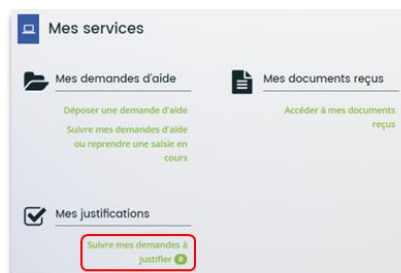 Mes services
Mes demandes d'aide
Déposer une demande d'aide
Suivre mes demandes d'aide
ou reprendre une saisie en
cours
Mes documents reçus
Accéder à mes documents
reçus
Mes justifications
Suivre mes demandes à
justifier 0